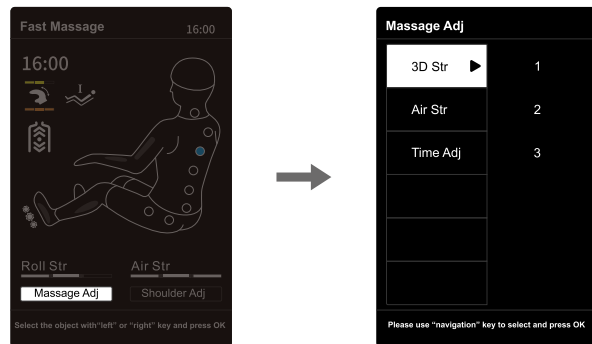 Fast Massage 16:00
16:00
I
Roll Str Air Str
Massage Adj Shoulder Adj
Select the object with“left” or “right” key and press OK
Massage Adj
3D Str 1
Air Str 2
Time Adj 3
Please use “navigation” key to select and press OK